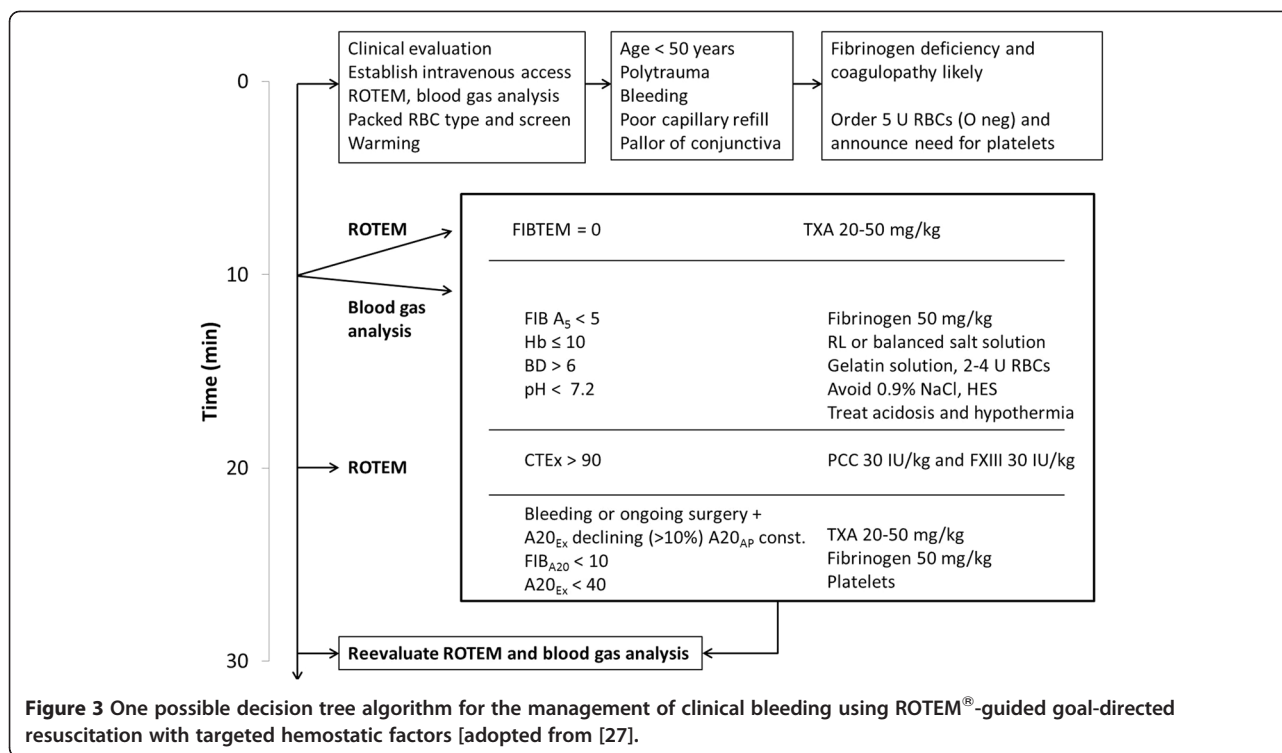 Clinical evaluation
Establish intravenous access
ROTEM, blood gas analysis
Packed RBC type and screen
Warming
Age < 50 years
Polytrauma
Bleeding
Poor capillary refill
Pallor of conjunctiva
Fibrinogen deficiency and
coagulopathy likely
Order 5 U RBCs (O neg) and
announce need for platelets
Time (min)
0
10
20
30
ROTEM
Blood gas
analysis
ROTEM
FIBTEM = 0
TXA 20-50 mg/kg
FIB A₅ < 5
Hb ≤ 10
BD > 6
pH < 7.2
Fibrinogen 50 mg/kg
RL or balanced salt solution
Gelatin solution, 2-4 U RBCs
Avoid 0.9% NaCl, HES
Treat acidosis and hypothermia
CTEx > 90
PCC 30 IU/kg and FXIII 30 IU/kg
Bleeding or ongoing surgery +
A20Ex declining (>10%) A20AP const.
FIBA20 < 10
A20Ex < 40
TXA 20-50 mg/kg
Fibrinogen 50 mg/kg
Platelets
Reevaluate ROTEM and blood gas analysis
Figure 3 One possible decision tree algorithm for the management of clinical bleeding using ROTEM®-guided goal-directed
resuscitation with targeted hemostatic factors [adopted from [27].